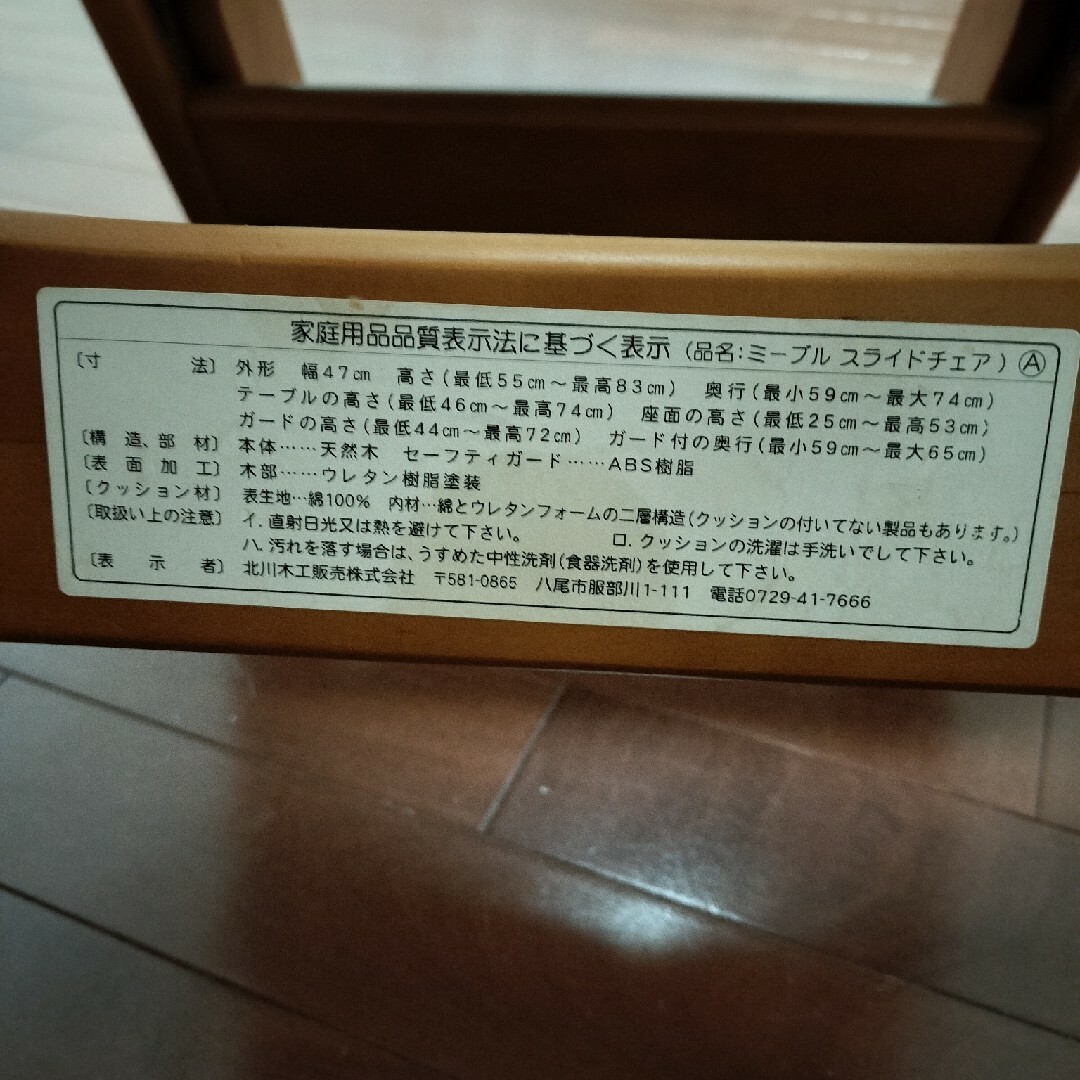 家庭用品品質表示法に基づく表示（品名：ミーブル スライドチェア）Ⓐ
〔寸　　　法〕外形　幅47㎝　高さ（最低55㎝〜最高83㎝）　奥行（最小59㎝〜最大74㎝）
テーブルの高さ（最低46㎝〜最高74㎝）　座面の高さ（最低25㎝〜最高53㎝）
ガードの高さ（最低44㎝〜最高72㎝）　ガード付の奥行（最小59㎝〜最大65㎝）
〔構造、部材〕本体……天然木　セーフティガード……ABS樹脂
〔表面加工〕木部……ウレタン樹脂塗装
〔クッション材〕表生地…綿100%　内材…綿とウレタンフォームの二層構造（クッションの付いてない製品もあります。）
〔取扱い上の注意〕イ．直射日光又は熱を避けて下さい。　ロ．クッションの洗濯は手洗いでして下さい。
ハ．汚れを落す場合は、うすめた中性洗剤（食器洗剤）を使用して下さい。
〔表　示　者〕北川木工販売株式会社　〒581-0865　八尾市服部川1-111　電話0729-41-7666